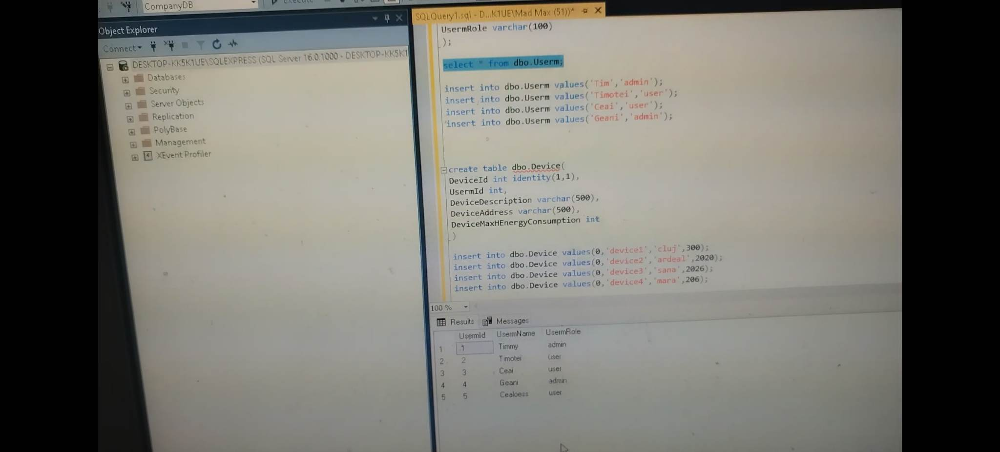 CompanyDB
Execute
Object Explorer
Connect
DESKTOP-KK5K1UE\SQLEXPRESS (SQL Server 16.0.1000 - DESKTOP-KK5K1
Databases
Security
Server Objects
Replication
PolyBase
Management
XEvent Profiler
SQLQuery1.sql - D...K1UE\Mad Max (51))*
UsermRole varchar(100)
);
select * from dbo.Userm;
insert into dbo.Userm values('Tim','admin');
insert into dbo.Userm values('Timotei','user');
insert into dbo.Userm values('Ceai','user');
insert into dbo.Userm values('Geani','admin');
create table dbo.Device(
DeviceId int identity(1,1),
UsermId int,
DeviceDescription varchar(500),
DeviceAddress varchar(500),
DeviceMaxHEnergyConsumption int
)
insert into dbo.Device values(0,'device1','cluj',300);
insert into dbo.Device values(0,'device2','ardeal',2020);
insert into dbo.Device values(0,'device3','sana',2026);
insert into dbo.Device values(0,'device4','mara',206);
100 %
Results Messages
UsermId UsermName UsermRole
1 1 Timmy admin
2 2 Timotei user
3 3 Ceai user
4 4 Geani admin
5 5 Cealoess user